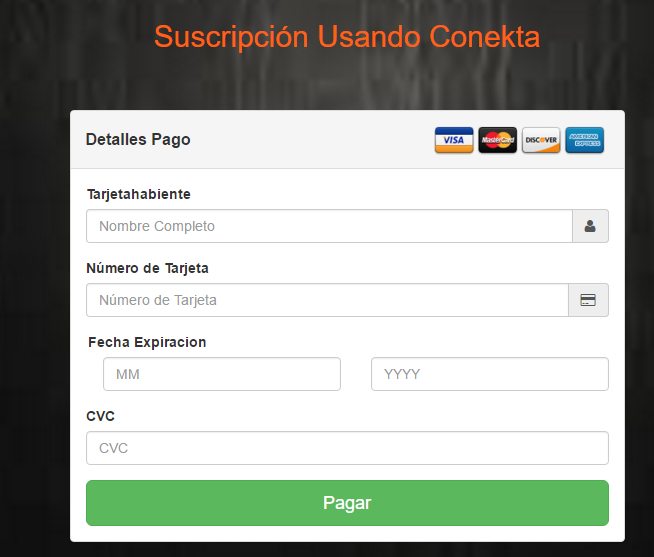 Suscripción Usando Conekta
Detalles Pago VISA MasterCard DISCOVER AMERICAN EXPRESS
Tarjetahabiente
Nombre Completo
Número de Tarjeta
Número de Tarjeta
Fecha Expiracion
MM YYYY
CVC
CVC
Pagar